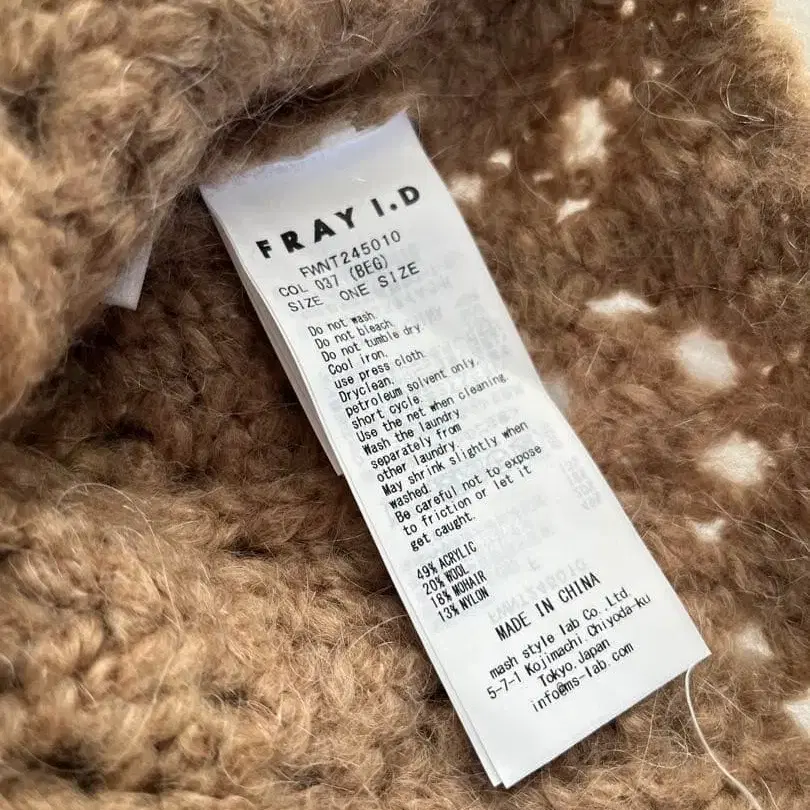 FRAY I.D
FWNT245010
COL 037 (BEG)
SIZE ONE SIZE
Do not wash.
Do not bleach.
Do not tumble dry.
Cool iron.
use press cloth.
Dryclean.
petroleum solvent only,
short cycle.
Use the net when cleaning.
Wash the laundry
separately from
other laundry.
May shrink slightly when
washed.
Be careful not to expose
to friction or let it
get caught.
49% ACRYLIC
20% WOOL
18% MOHAIR
13% NYLON
MADE IN CHINA
mash style lab Co.,Ltd.
5-7-1 Kojimachi Chiyoda-ku
Tokyo, Japan
info@ms-lab.com